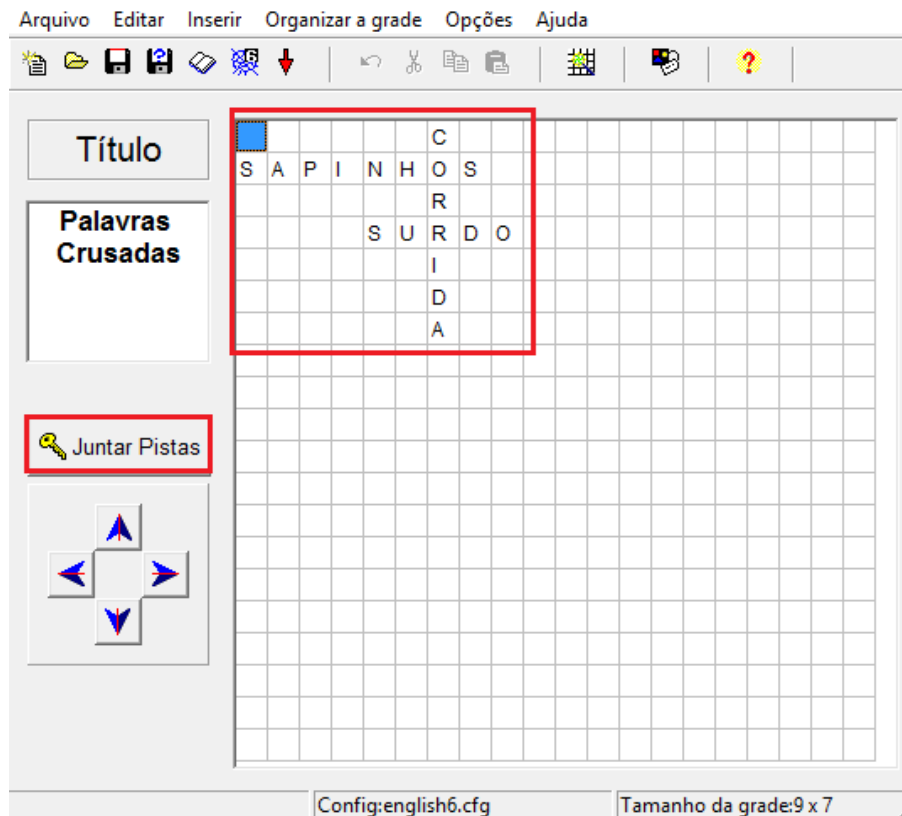 Arquivo Editar Inserir Organizar a grade Opções Ajuda
Título
Palavras
Crusadas
Juntar Pistas
C
S A P I N H O S
R
S U R D O
I
D
A
Config:english6.cfg
Tamanho da grade:9 x 7